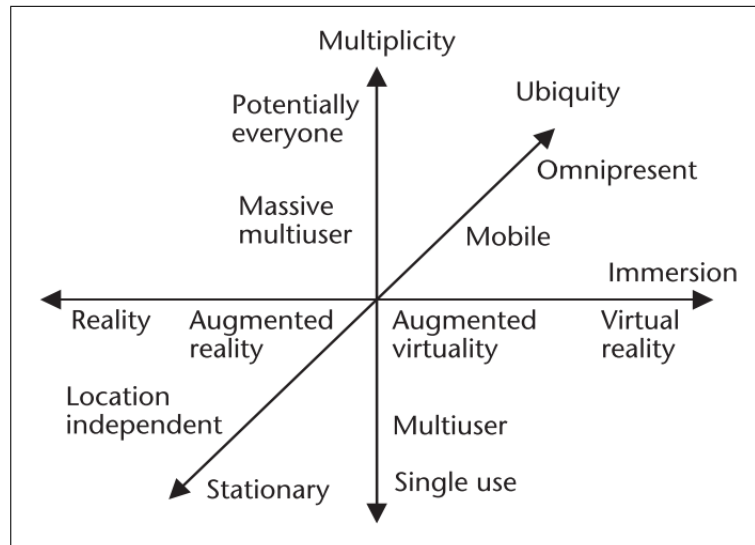 Multiplicity
Potentially
everyone
Ubiquity
Omnipresent
Massive
multiuser
Mobile
Immersion
Reality
Augmented
reality
Augmented
virtuality
Virtual
reality
Location
independent
Multiuser
Stationary
Single use